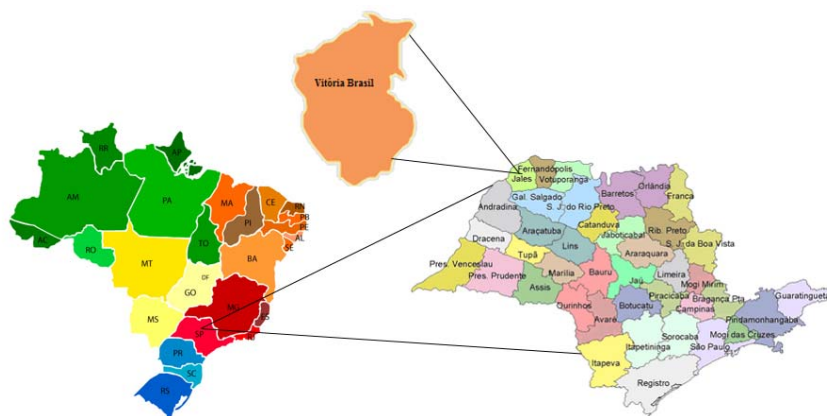 Vitória Brasil
RR
AP
AM
PA
MA
CE
RN
PB
PE
AL
SE
PI
AC
RO
TO
BA
MT
DF
GO
MG
ES
MS
SP
RJ
PR
SC
RS
Fernandópolis
Jales
Votuporanga
Gal. Salgado
S. J. do Rio Preto
Barretos
Orlândia
Franca
Andradina
Araçatuba
Catanduva
Jaboticabal
Rib. Preto
Dracena
Lins
Araraquara
S. J. da Boa Vista
Tupã
Pres. Venceslau
Pres. Prudente
Marília
Bauru
Jaú
Limeira
Mogi Mirim
Assis
Ourinhos
Piracicaba
Bragança Pta
Campinas
Guaratinguetá
Botucatu
Avaré
Pindamonhangaba
Mogi das Cruzes
Sorocaba
São Paulo
Itapetininga
Itapeva
Registro